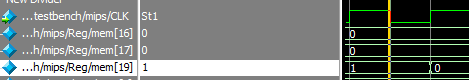 New Divider
...testbench/mips/CLK St1
...h/mips/Reg/mem[16] 0 0
...h/mips/Reg/mem[17] 0 0
...h/mips/Reg/mem[19] 1 1 0